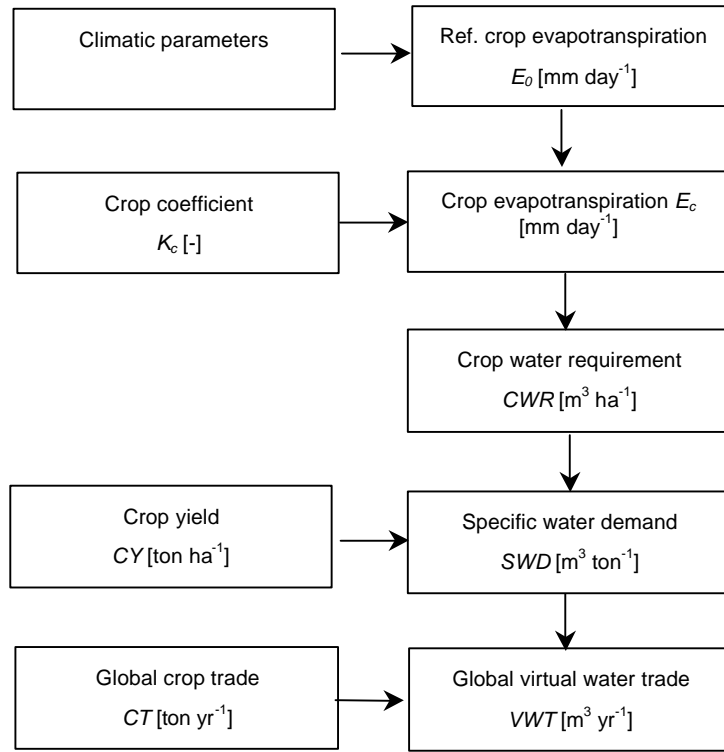 Climatic parameters
Ref. crop evapotranspiration
E₀ [mm day⁻¹]
Crop coefficient
Kc [-]
Crop evapotranspiration Ec
[mm day⁻¹]
Crop water requirement
CWR [m³ ha⁻¹]
Crop yield
CY [ton ha⁻¹]
Specific water demand
SWD [m³ ton⁻¹]
Global crop trade
CT [ton yr⁻¹]
Global virtual water trade
VWT [m³ yr⁻¹]